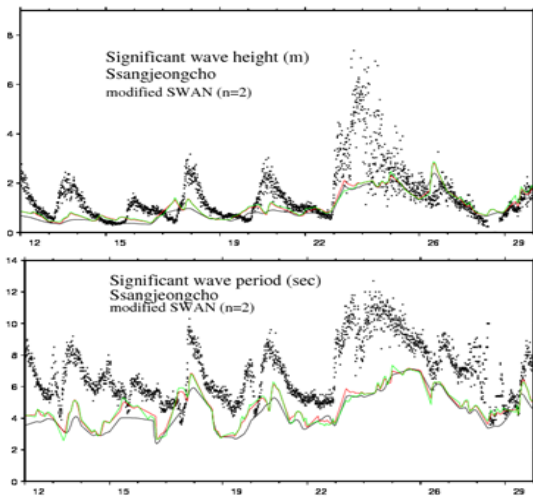 8
6
4
2
0
Significant wave height (m)
Ssangjeongcho
modified SWAN (n=2)
12 15 19 22 26 29
14
12
10
8
6
4
2
0
Significant wave period (sec)
Ssangjeongcho
modified SWAN (n=2)
12 15 19 22 26 29